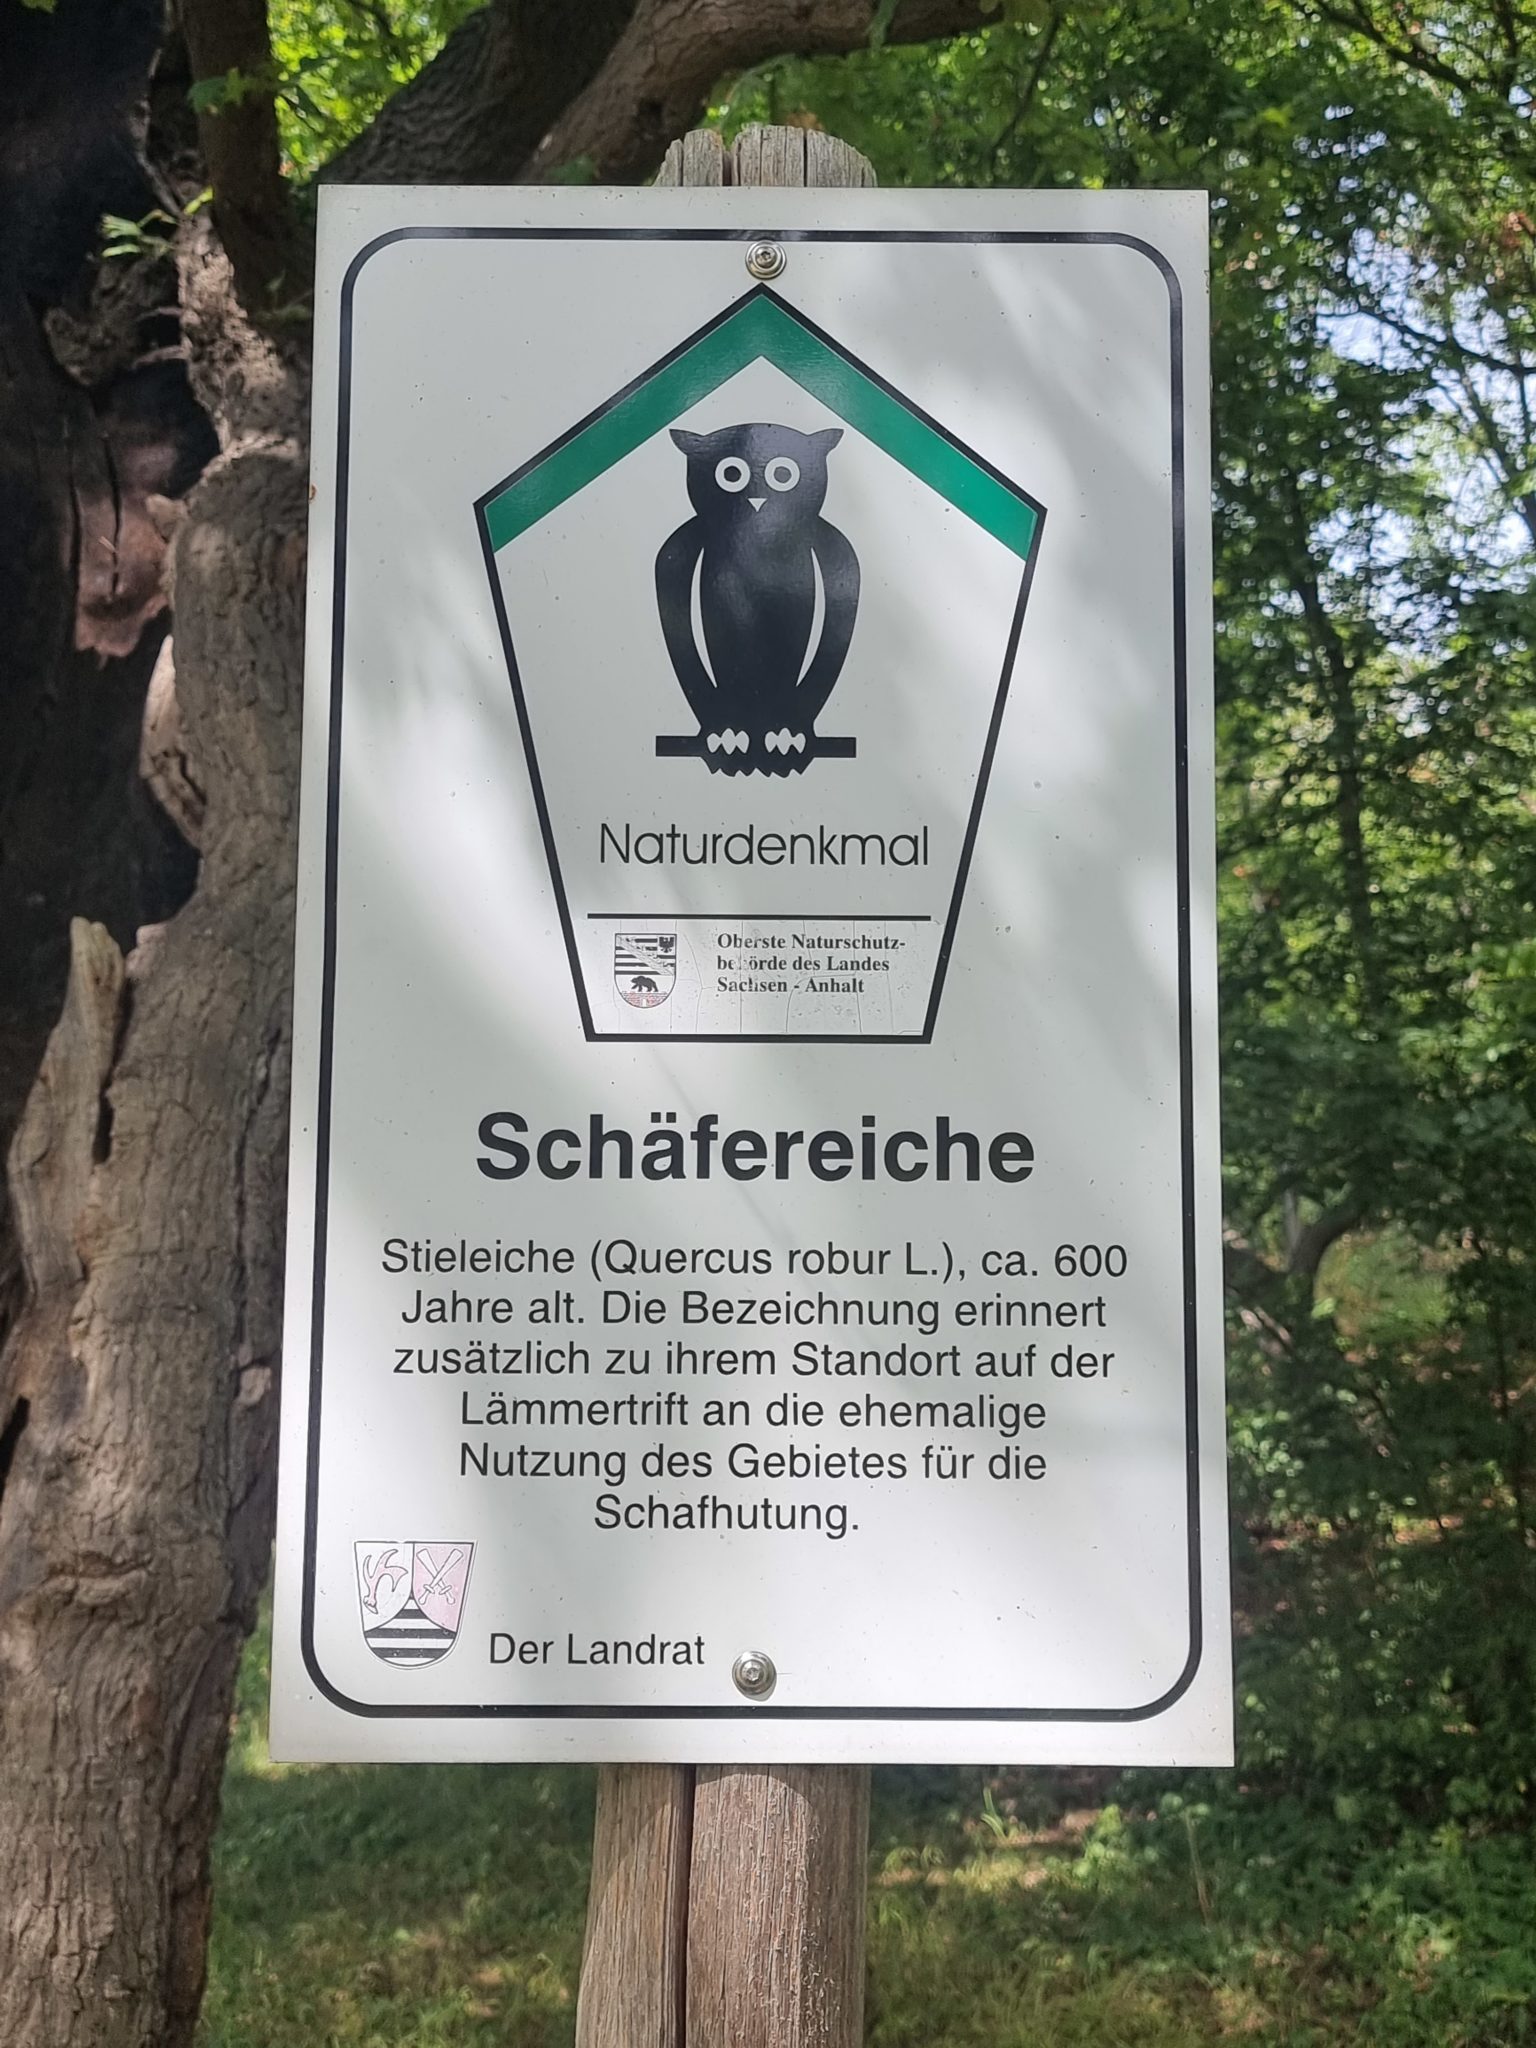 Naturdenkmal
Oberste Naturschutz-
behörde des Landes
Sachsen - Anhalt
Schäfereiche
Stieleiche (Quercus robur L.), ca. 600
Jahre alt. Die Bezeichnung erinnert
zusätzlich zu ihrem Standort auf der
Lämmertrift an die ehemalige
Nutzung des Gebietes für die
Schafhutung.
Der Landrat